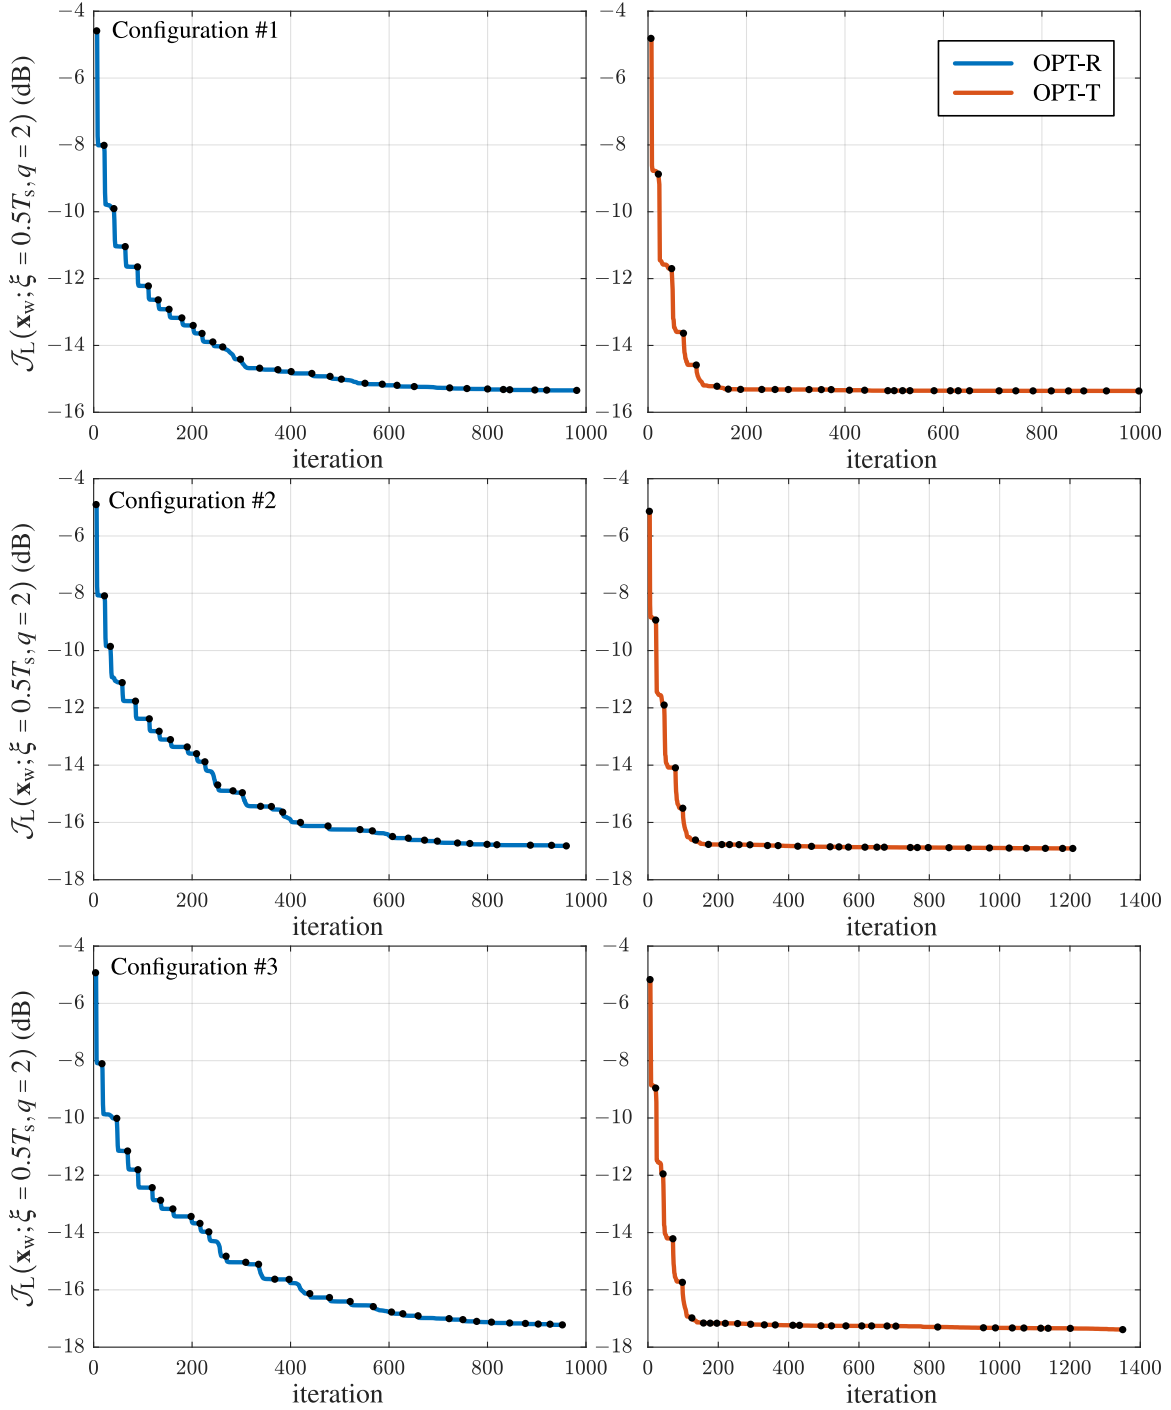 Configuration #1
OPT-R
OPT-T
𝒥L(xw; ξ = 0.5Ts, q = 2) (dB)
−4 −4
−6 −6
−8 −8
−10 −10
−12 −12
−14 −14
−16 −16
0 200 400 600 800 1000 0 200 400 600 800 1000
iteration iteration
Configuration #2
𝒥L(xw; ξ = 0.5Ts, q = 2) (dB)
−4 −4
−6 −6
−8 −8
−10 −10
−12 −12
−14 −14
−16 −16
−18 −18
0 200 400 600 800 1000 0 200 400 600 800 1000 1200 1400
iteration iteration
Configuration #3
𝒥L(xw; ξ = 0.5Ts, q = 2) (dB)
−4 −4
−6 −6
−8 −8
−10 −10
−12 −12
−14 −14
−16 −16
−18 −18
0 200 400 600 800 1000 0 200 400 600 800 1000 1200 1400
iteration iteration